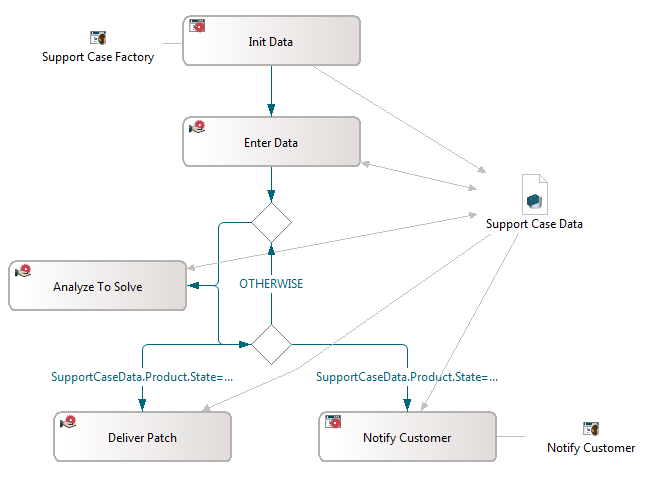 Init Data
Support Case Factory
Enter Data
Support Case Data
OTHERWISE
Analyze To Solve
SupportCaseData.Product.State=...
SupportCaseData.Product.State=...
Deliver Patch
Notify Customer
Notify Customer